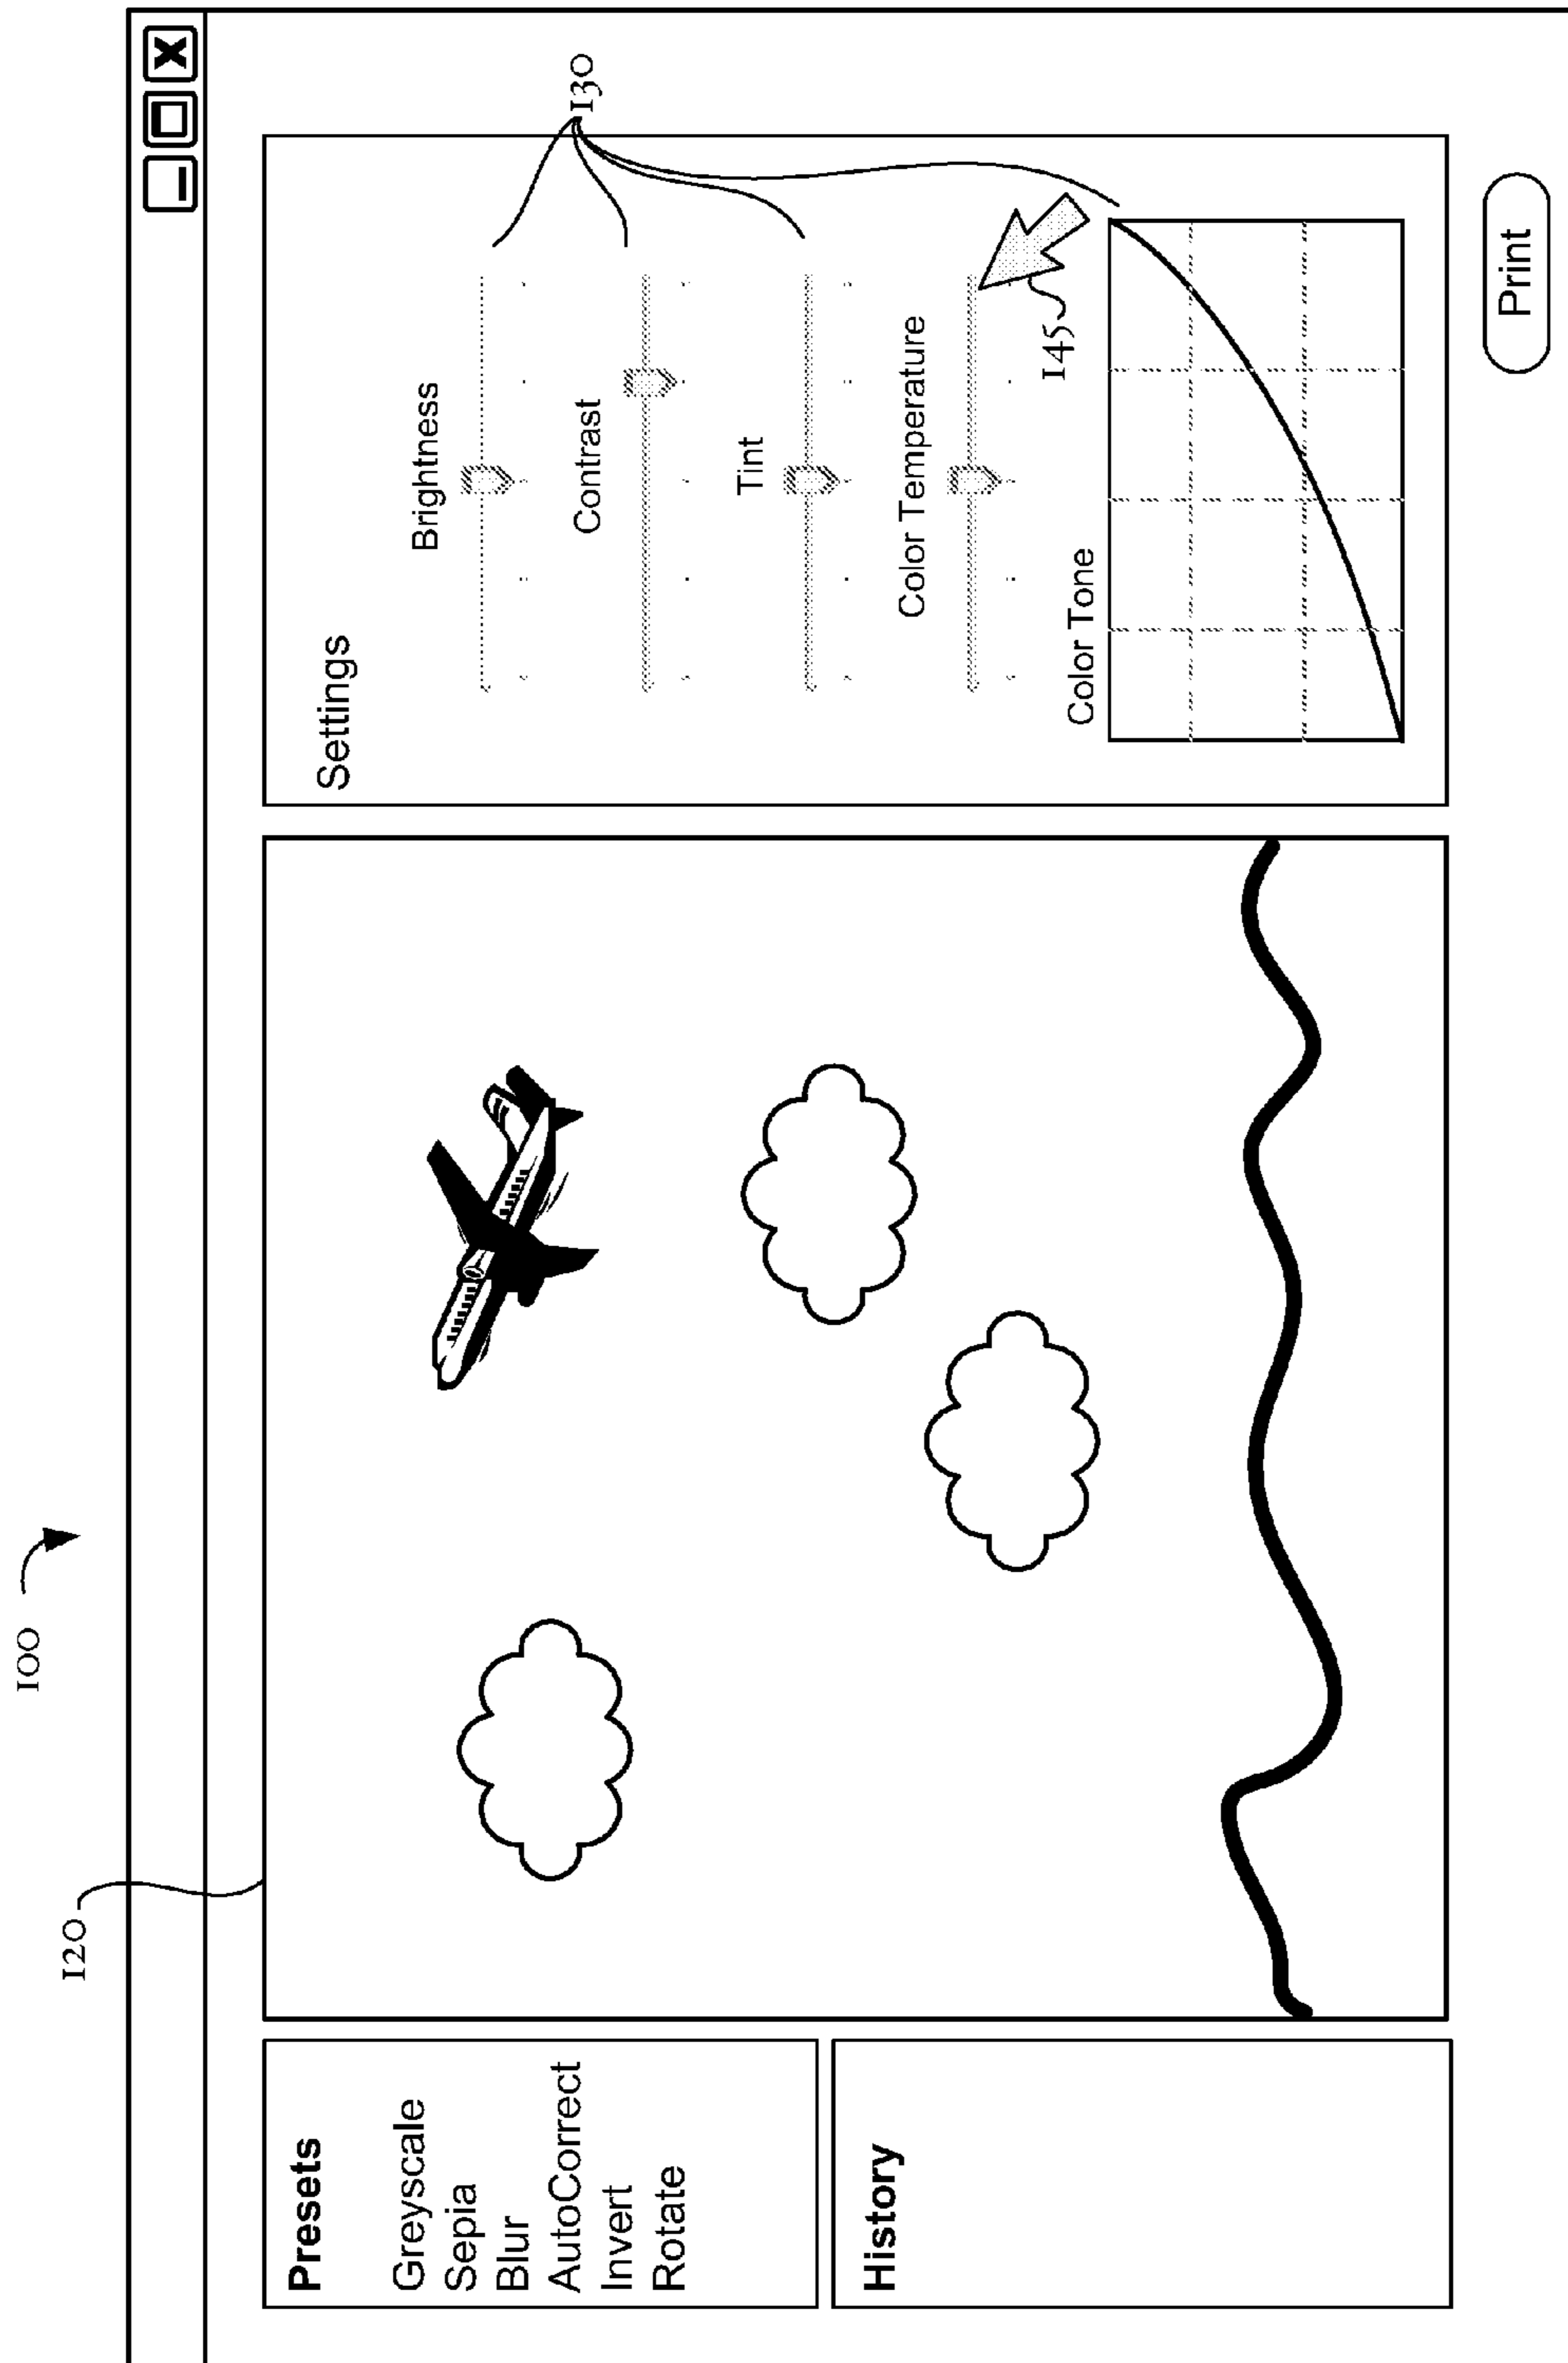 100
120
Presets
Greyscale
Sepia
Blur
AutoCorrect
Invert
Rotate
History
Settings
Brightness
130
Contrast
Tint
Color Temperature
145
Color Tone
Print